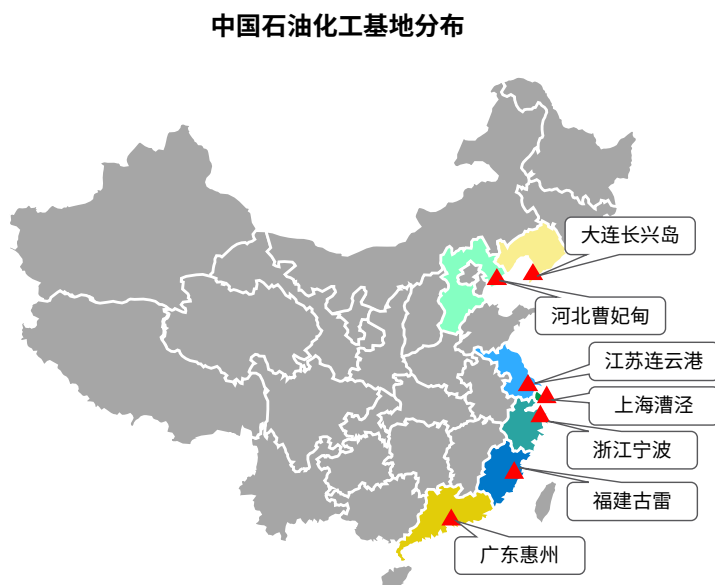 中国石油化工基地分布
大连长兴岛
河北曹妃甸
江苏连云港
上海漕泾
浙江宁波
福建古雷
广东惠州